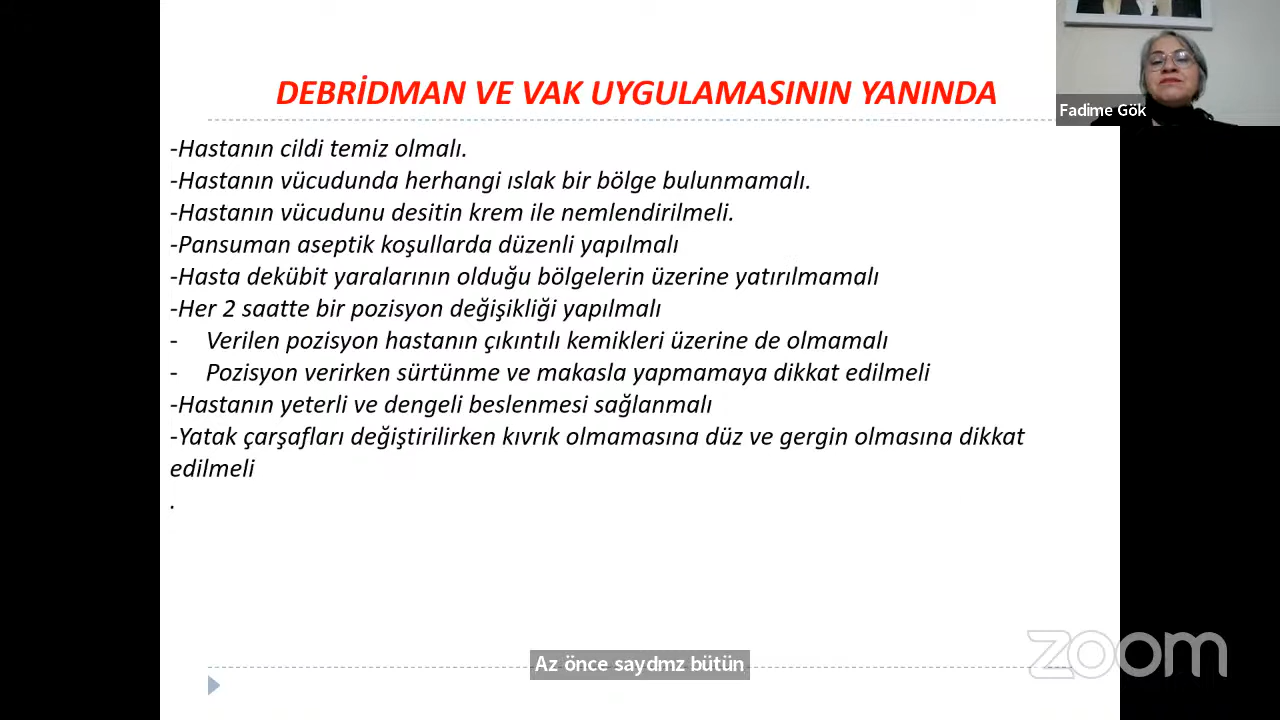 DEBRİDMAN VE VAK UYGULAMASININ YANINDA
Fadime Gök
-Hastanın cildi temiz olmalı.
-Hastanın vücudunda herhangi ıslak bir bölge bulunmamalı.
-Hastanın vücudunu desitin krem ile nemlendirilmeli.
-Pansuman aseptik koşullarda düzenli yapılmalı
-Hasta dekübit yaralarının olduğu bölgelerin üzerine yatırılmamalı
-Her 2 saatte bir pozisyon değişikliği yapılmalı
- Verilen pozisyon hastanın çıkıntılı kemikleri üzerine de olmamalı
- Pozisyon verirken sürtünme ve makasla yapmamaya dikkat edilmeli
-Hastanın yeterli ve dengeli beslenmesi sağlanmalı
-Yatak çarşafları değiştirilirken kıvrık olmamasına düz ve gergin olmasına dikkat
edilmeli
.
Az önce saydmz bütün
zoom